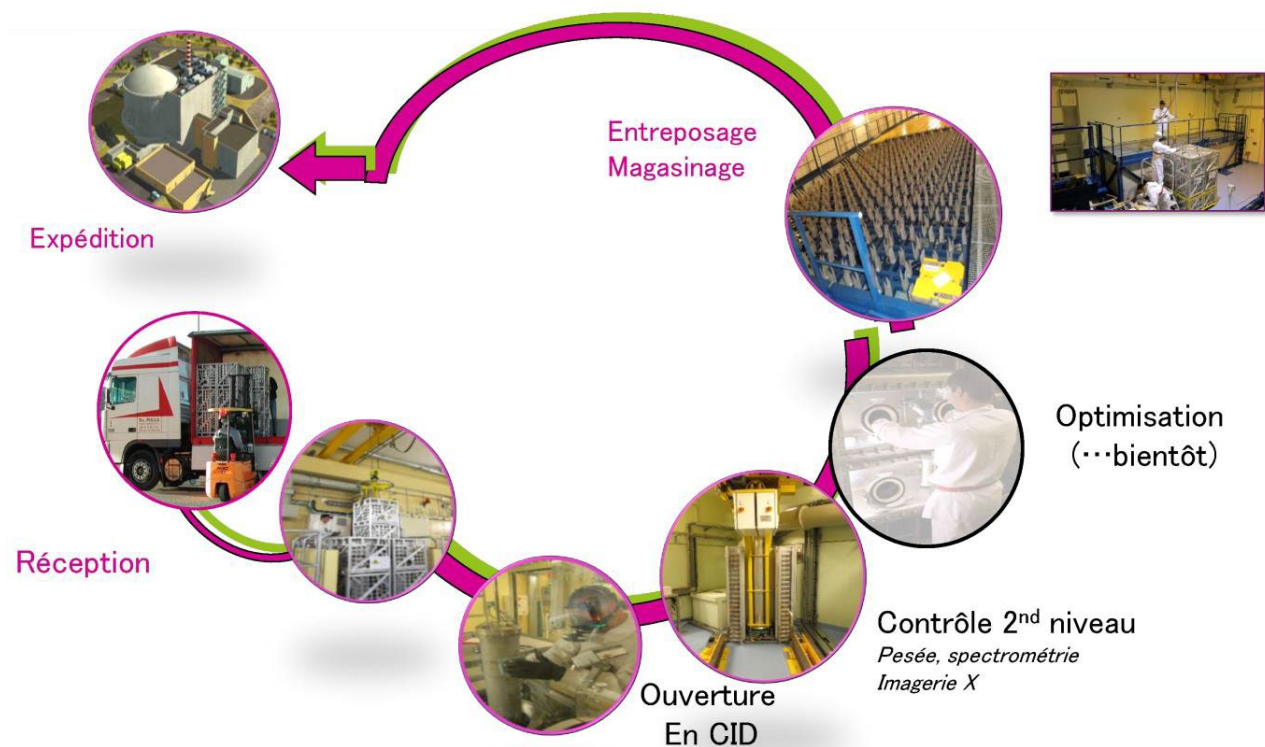 Entreposage
Magasinage
Expédition
Réception
Optimisation
(…bientôt)
Contrôle 2nd niveau
Pesée, spectrométrie
Imagerie X
Ouverture
En CID